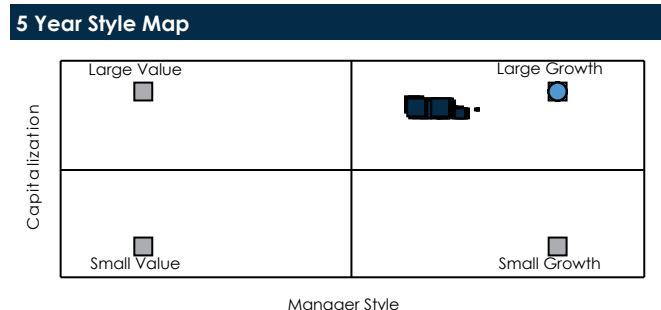 5 Year Style Map
Large Value
Large Growth
Capitalization
Small Value
Small Growth
Manager Style